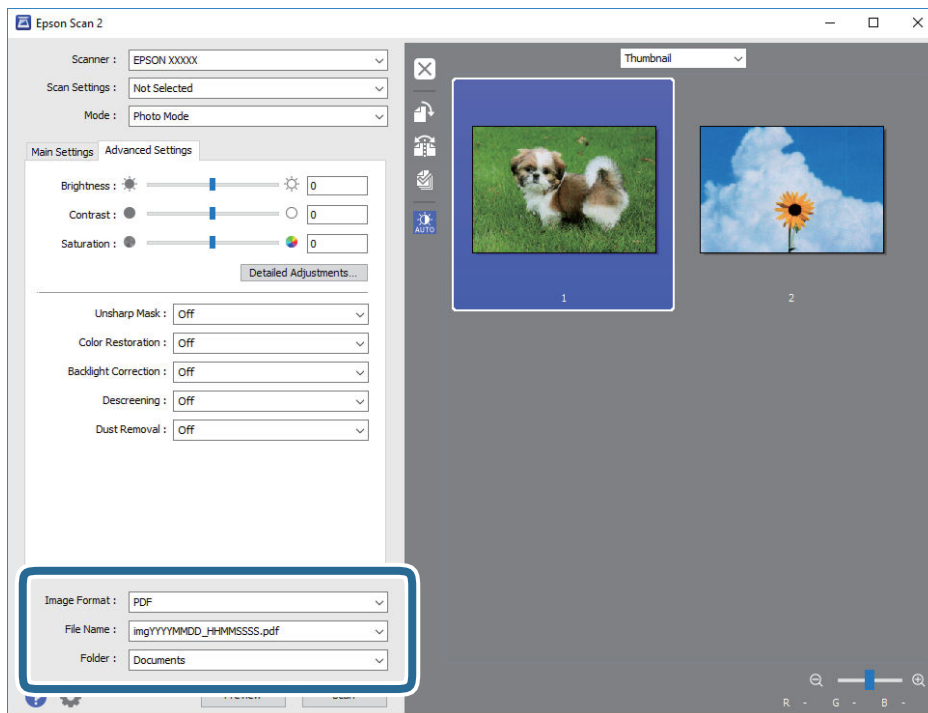 Epson Scan 2
Scanner : EPSON XXXXX
Scan Settings : Not Selected
Mode : Photo Mode
Main Settings Advanced Settings
Brightness : 0
Contrast : 0
Saturation : 0
Detailed Adjustments...
Unsharp Mask : Off
Color Restoration : Off
Backlight Correction : Off
Descreening : Off
Dust Removal : Off
Image Format : PDF
File Name : imgYYYYMMDD_HHMMSSSS.pdf
Folder : Documents
Preview Scan
Thumbnail
AUTO
1 2
R - G - B -